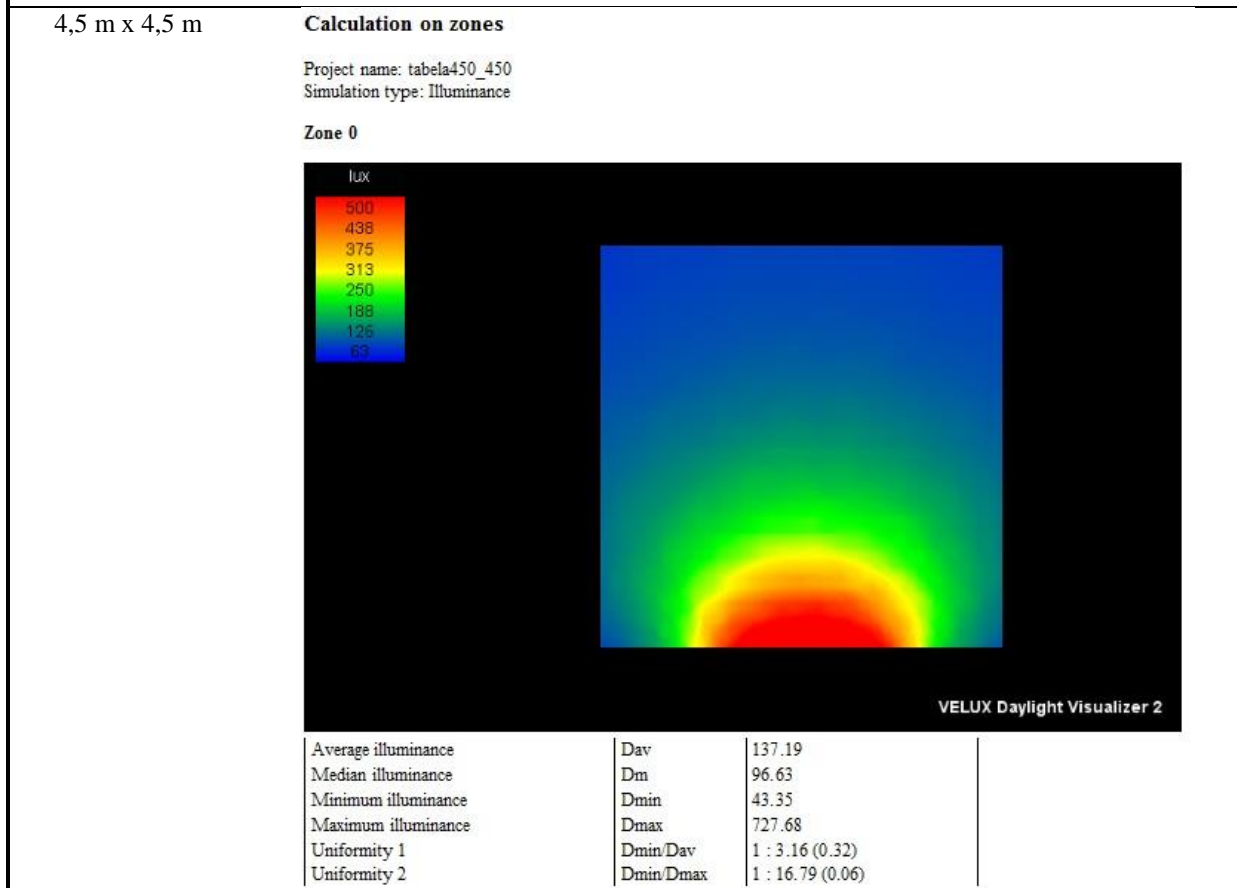 4,5 m x 4,5 m
Calculation on zones
Project name: tabela450_450
Simulation type: Illuminance
Zone 0
lux
500
438
375
313
250
188
126
63
VELUX Daylight Visualizer 2
Average illuminance Dav 137.19
Median illuminance Dm 96.63
Minimum illuminance Dmin 43.35
Maximum illuminance Dmax 727.68
Uniformity 1 Dmin/Dav 1 : 3.16 (0.32)
Uniformity 2 Dmin/Dmax 1 : 16.79 (0.06)